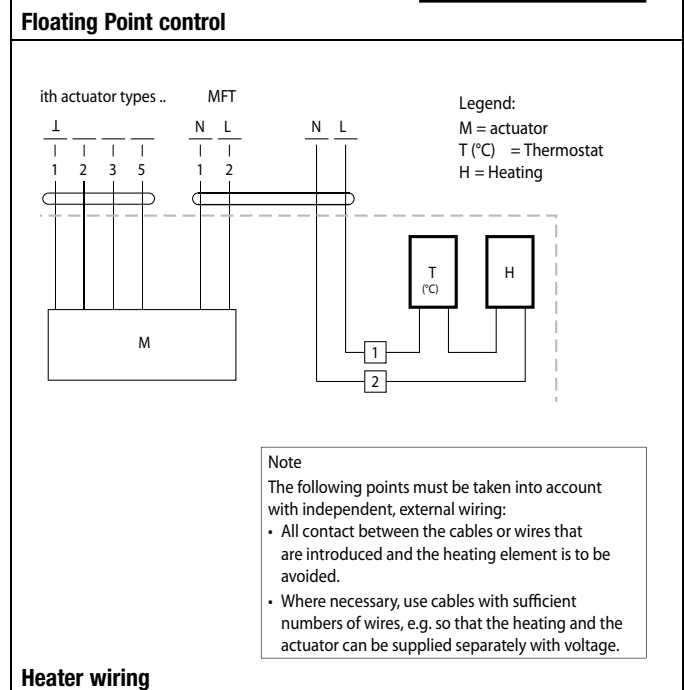 Floating Point control
ith actuator types .. MFT
Legend:
⊥ N L N L
M = actuator
T (°C) = Thermostat
H = Heating
1 2 3 5 1 2
T H
(°C)
M
1
2
Note
The following points must be taken into account
with independent, external wiring:
• All contact between the cables or wires that
are introduced and the heating element is to be
avoided.
• Where necessary, use cables with sufficient
numbers of wires, e.g. so that the heating and the
actuator can be supplied separately with voltage.
Heater wiring